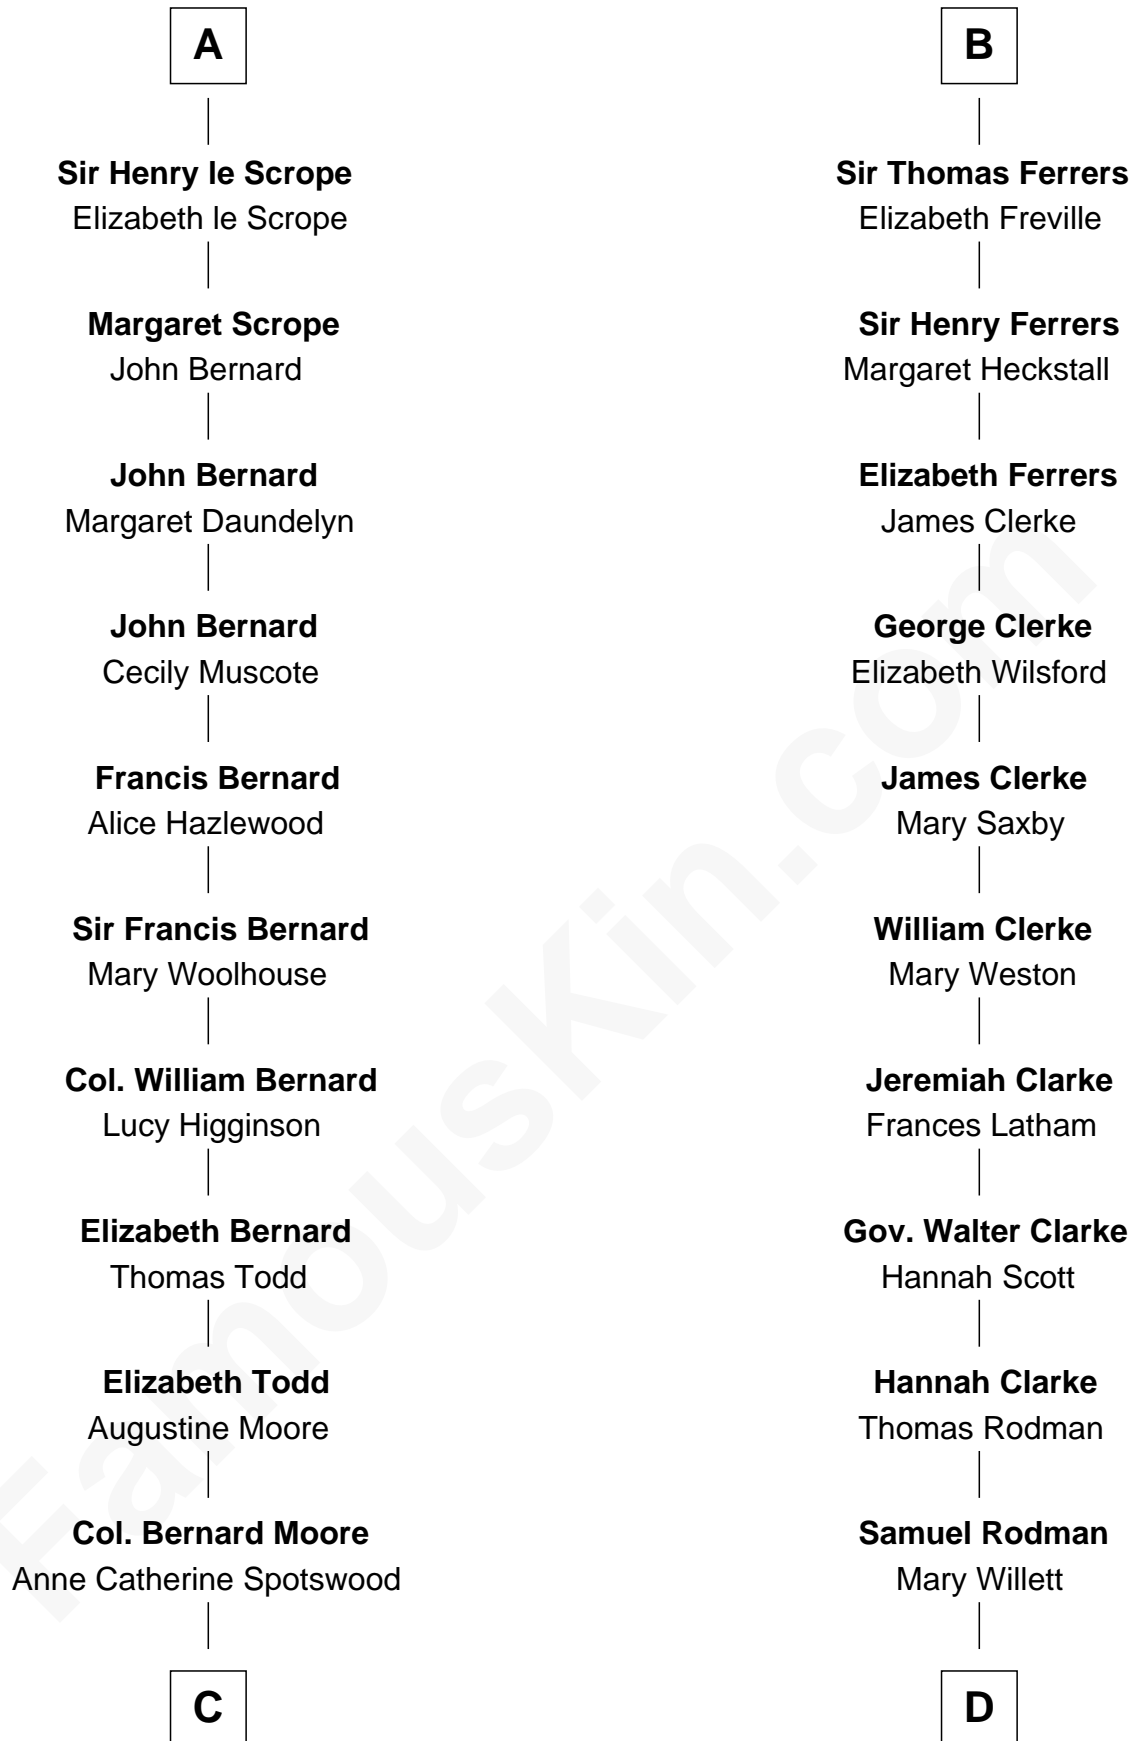 A
Sir Henry le Scrope
Elizabeth le Scrope
Margaret Scrope
John Bernard
John Bernard
Margaret Daundelyn
John Bernard
Cecily Muscote
Francis Bernard
Alice Hazlewood
Sir Francis Bernard
Mary Woolhouse
Col. William Bernard
Lucy Higginson
Elizabeth Bernard
Thomas Todd
Elizabeth Todd
Augustine Moore
Col. Bernard Moore
Anne Catherine Spotswood
C
B
Sir Thomas Ferrers
Elizabeth Freville
Sir Henry Ferrers
Margaret Heckstall
Elizabeth Ferrers
James Clerke
George Clerke
Elizabeth Wilsford
James Clerke
Mary Saxby
William Clerke
Mary Weston
Jeremiah Clarke
Frances Latham
Gov. Walter Clarke
Hannah Scott
Hannah Clarke
Thomas Rodman
Samuel Rodman
Mary Willett
D
FamousKin.com